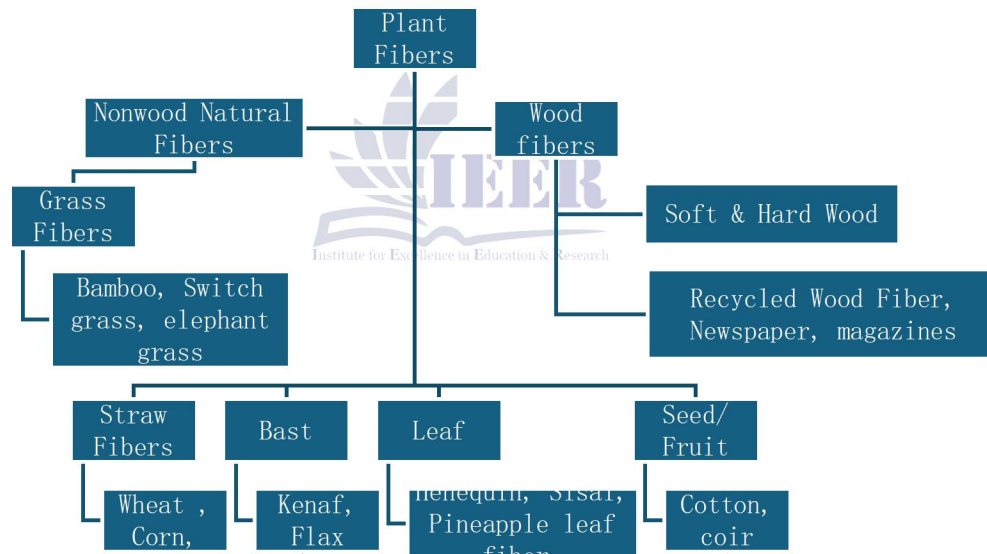 Plant
Fibers
Nonwood Natural
Fibers
Wood
fibers
IEER
Institute for Excellence in Education & Research
Grass
Fibers
Soft & Hard Wood
Bamboo, Switch
grass, elephant
grass
Recycled Wood Fiber,
Newspaper, magazines
Straw
Fibers
Bast
Leaf
Seed/
Fruit
Wheat ,
Corn,
Kenaf,
Flax
Henequin, Sisal,
Pineapple leaf
fiber
Cotton,
coir